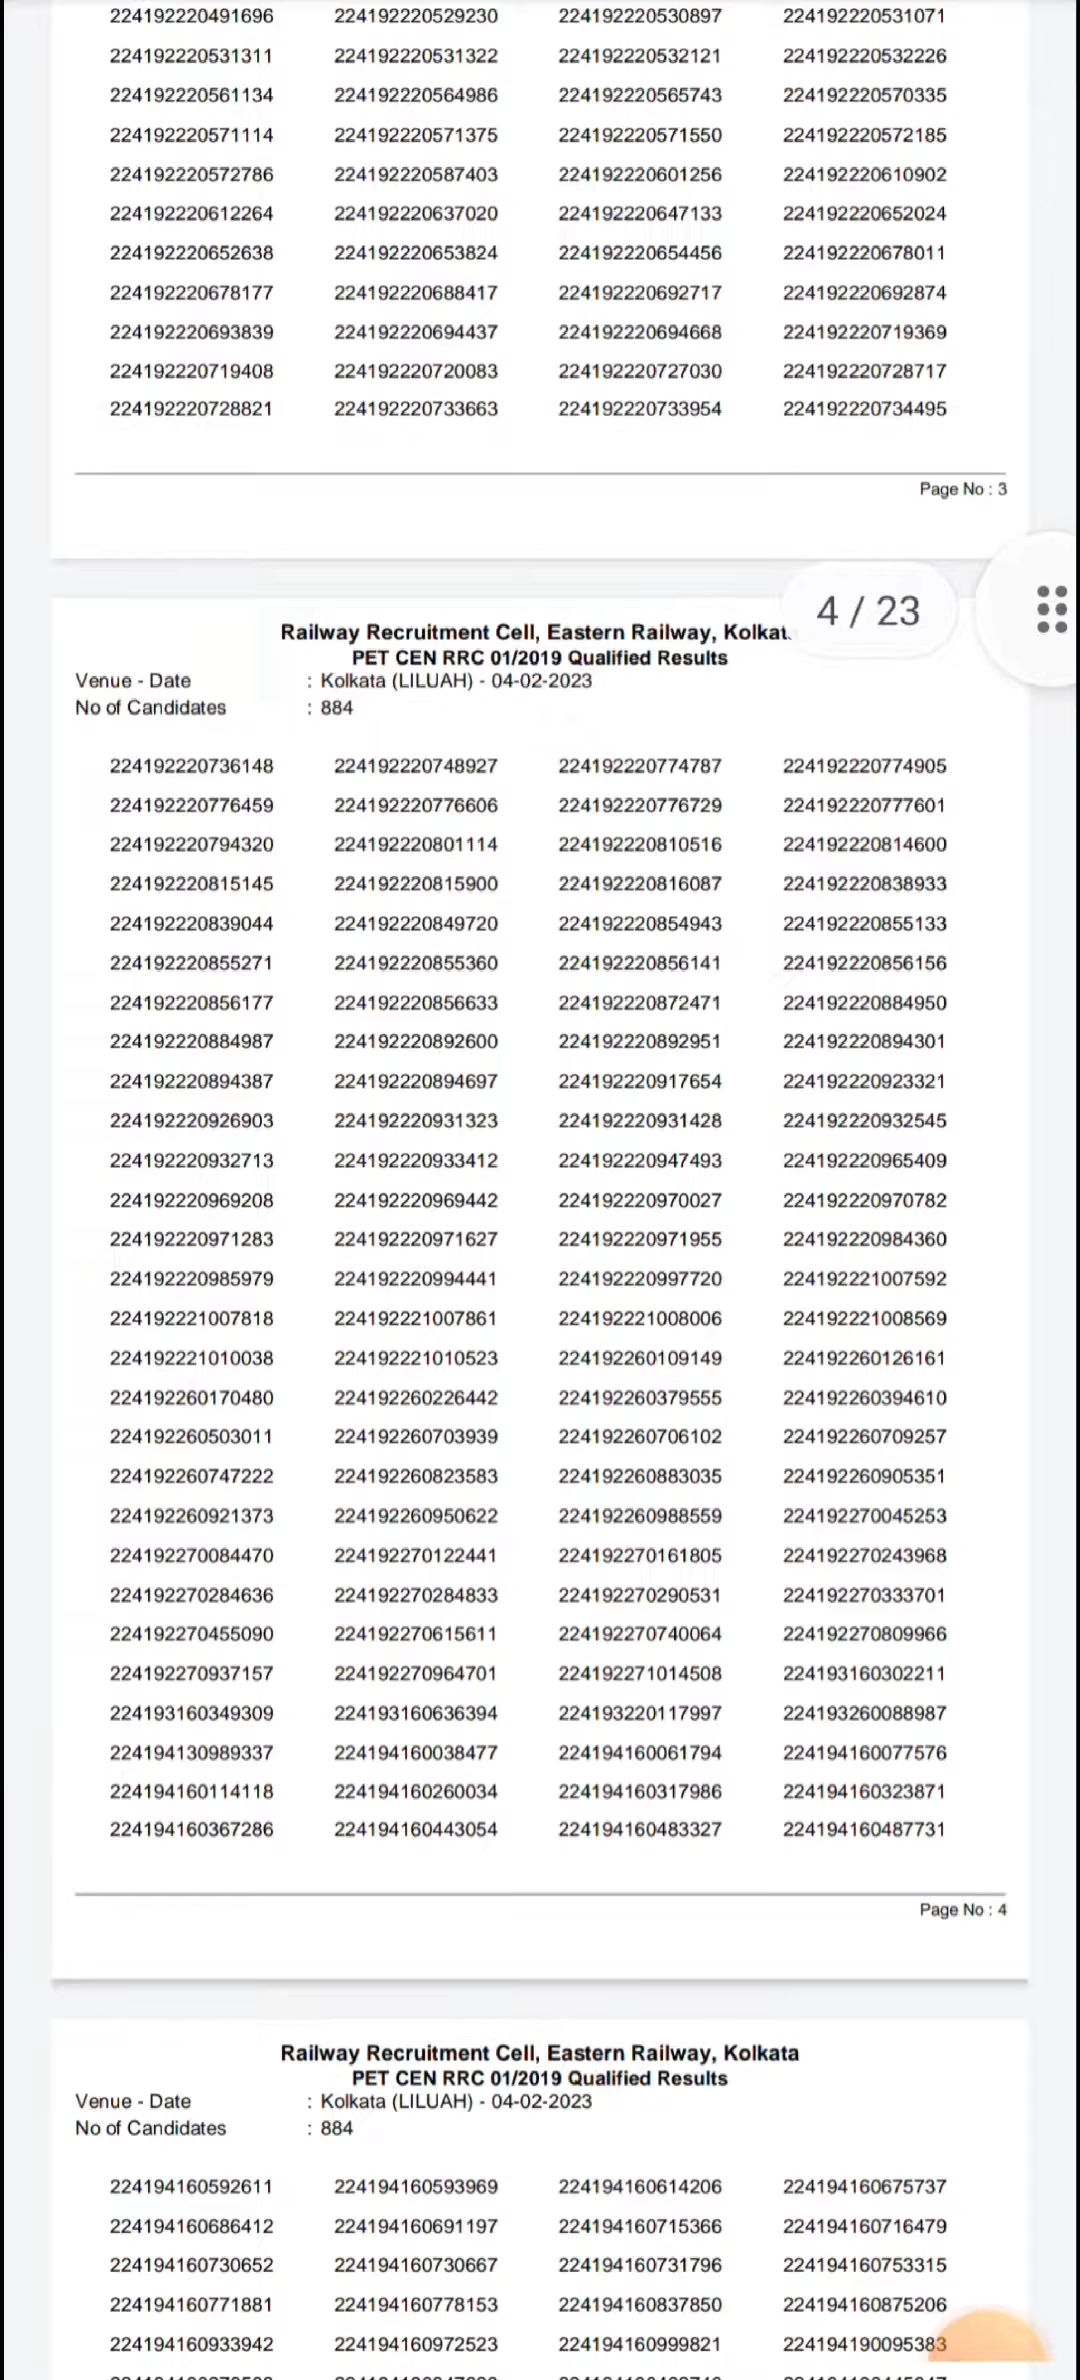 224192220491696 224192220529230 224192220530897 224192220531071
224192220531311 224192220531322 224192220532121 224192220532226
224192220561134 224192220564986 224192220565743 224192220570335
224192220571114 224192220571375 224192220571550 224192220572185
224192220572786 224192220587403 224192220601256 224192220610902
224192220612264 224192220637020 224192220647133 224192220652024
224192220652638 224192220653824 224192220654456 224192220678011
224192220678177 224192220688417 224192220692717 224192220692874
224192220693839 224192220694437 224192220694668 224192220719369
224192220719408 224192220720083 224192220727030 224192220728717
224192220728821 224192220733663 224192220733954 224192220734495
Page No : 3
4 / 23
Railway Recruitment Cell, Eastern Railway, Kolkat
PET CEN RRC 01/2019 Qualified Results
Venue - Date : Kolkata (LILUAH) - 04-02-2023
No of Candidates : 884
224192220736148 224192220748927 224192220774787 224192220774905
224192220776459 224192220776606 224192220776729 224192220777601
224192220794320 224192220801114 224192220810516 224192220814600
224192220815145 224192220815900 224192220816087 224192220838933
224192220839044 224192220849720 224192220854943 224192220855133
224192220855271 224192220855360 224192220856141 224192220856156
224192220856177 224192220856633 224192220872471 224192220884950
224192220884987 224192220892600 224192220892951 224192220894301
224192220894387 224192220894697 224192220917654 224192220923321
224192220926903 224192220931323 224192220931428 224192220932545
224192220932713 224192220933412 224192220947493 224192220965409
224192220969208 224192220969442 224192220970027 224192220970782
224192220971283 224192220971627 224192220971955 224192220984360
224192220985979 224192220994441 224192220997720 224192221007592
224192221007818 224192221007861 224192221008006 224192221008569
224192221010038 224192221010523 224192260109149 224192260126161
224192260170480 224192260226442 224192260379555 224192260394610
224192260503011 224192260703939 224192260706102 224192260709257
224192260747222 224192260823583 224192260883035 224192260905351
224192260921373 224192260950622 224192260988559 224192270045253
224192270084470 224192270122441 224192270161805 224192270243968
224192270284636 224192270284833 224192270290531 224192270333701
224192270455090 224192270615611 224192270740064 224192270809966
224192270937157 224192270964701 224192271014508 224193160302211
224193160349309 224193160636394 224193220117997 224193260088987
224194130989337 224194160038477 224194160061794 224194160077576
224194160114118 224194160260034 224194160317986 224194160323871
224194160367286 224194160443054 224194160483327 224194160487731
Page No : 4
Railway Recruitment Cell, Eastern Railway, Kolkata
PET CEN RRC 01/2019 Qualified Results
Venue - Date : Kolkata (LILUAH) - 04-02-2023
No of Candidates : 884
224194160592611 224194160593969 224194160614206 224194160675737
224194160686412 224194160691197 224194160715366 224194160716479
224194160730652 224194160730667 224194160731796 224194160753315
224194160771881 224194160778153 224194160837850 224194160875206
224194160933942 224194160972523 224194160999821 224194190095383